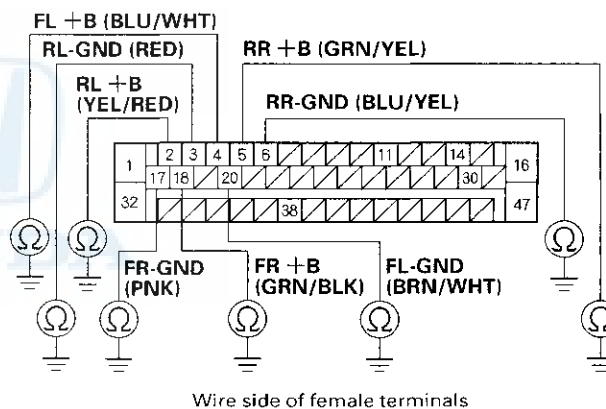 FL +B (BLU/WHT)
RL-GND (RED)
RR +B (GRN/YEL)
RL +B
(YEL/RED)
RR-GND (BLU/YEL)
1 2 3 4 5 6 11 14 16
17 18 20 30
32 38 47
FR-GND
(PNK)
FR +B
(GRN/BLK)
FL-GND
(BRN/WHT)
Ω Ω Ω
Ω Ω Ω Ω Ω
Wire side of female terminals